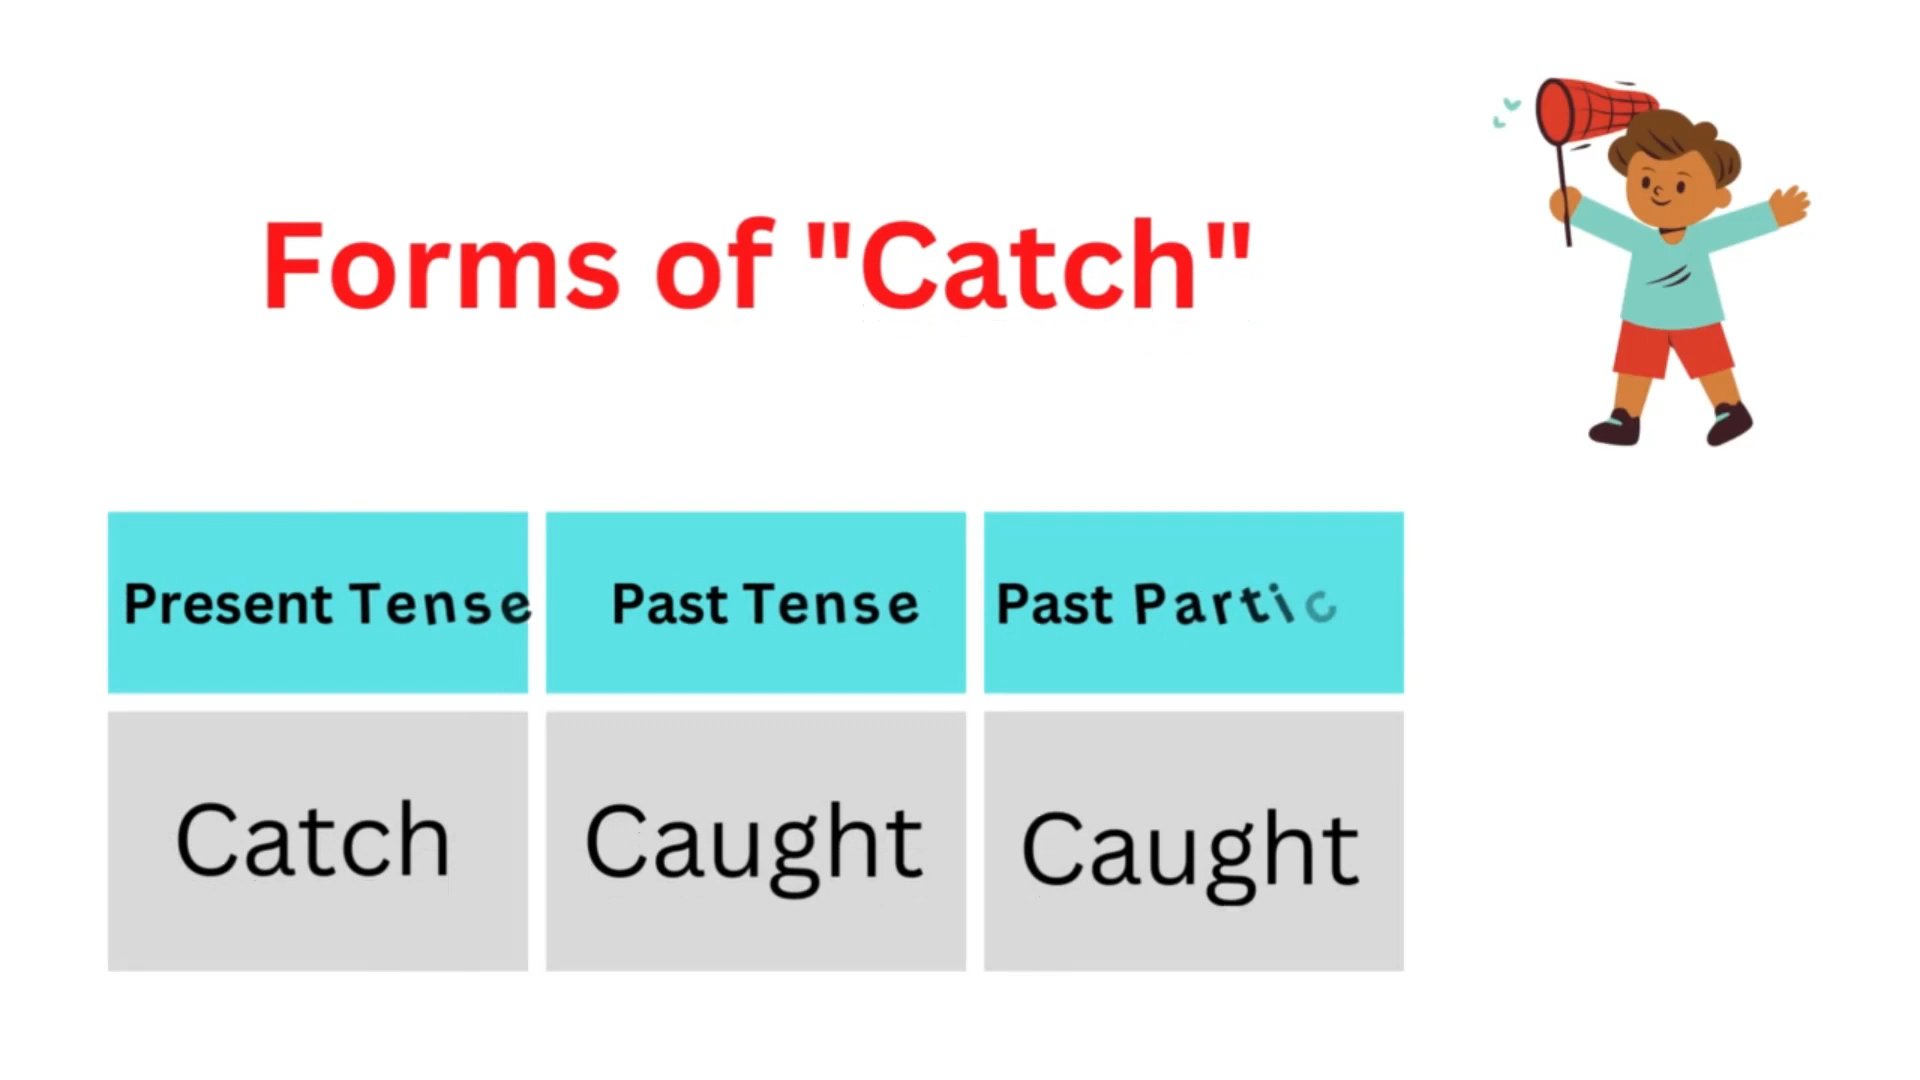 Forms of "Catch"
Present Tense Past Tense Past Partic
Catch Caught Caught